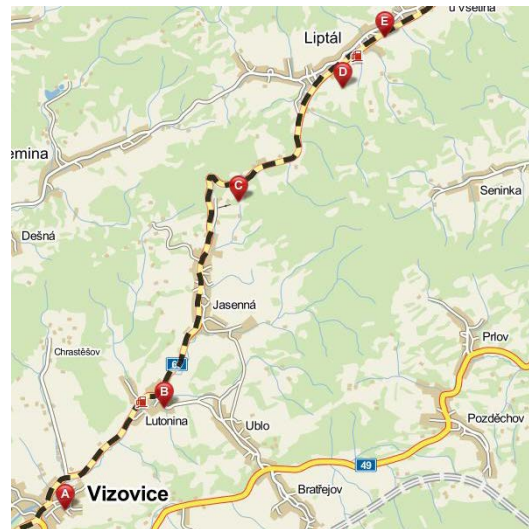 E
u Vsetína
Liptál
D
emina
C
Seninka
Dešná
Jasenná
Prlov
Chrastěšov
B
Lutonina
Ublo
Pozděchov
49
A
Vizovice
Bratřejov